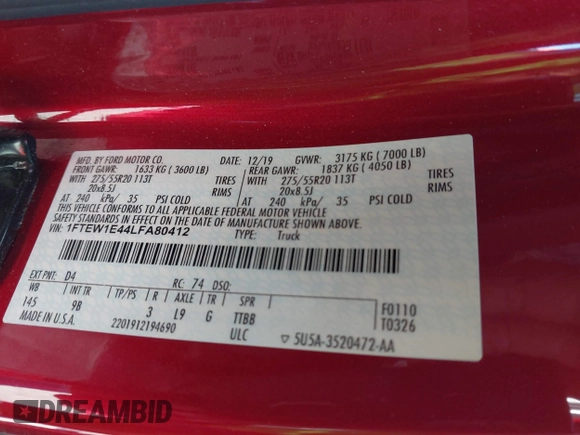 MFD. BY FORD MOTOR CO.
DATE: 12/19 GVWR: 3175 KG ( 7000 LB)
FRONT GAWR: 1633 KG ( 3600 LB) REAR GAWR: 1837 KG ( 4050 LB)
WITH 275/55R20 113T TIRES WITH 275/55R20 113T TIRES
20x8.5J RIMS 20x8.5J RIMS
AT 240 kPa/ 35 PSI COLD AT 240 kPa/ 35 PSI COLD
THIS VEHICLE CONFORMS TO ALL APPLICABLE FEDERAL MOTOR VEHICLE
SAFETY STANDARDS IN EFFECT ON THE DATE OF MANUFACTURE SHOWN ABOVE.
VIN: 1FTEW1E44LFA80412 TYPE: Truck
EXT PNT: D4 RC: 74 DSO:
WB INT TR TP/PS R AXLE TR SPR F0110
145 9B 3 L9 G TTBB T0326
MADE IN U.S.A. 2201912194690 ULC ▽ 5U5A-3520472-AA
DREAMBID